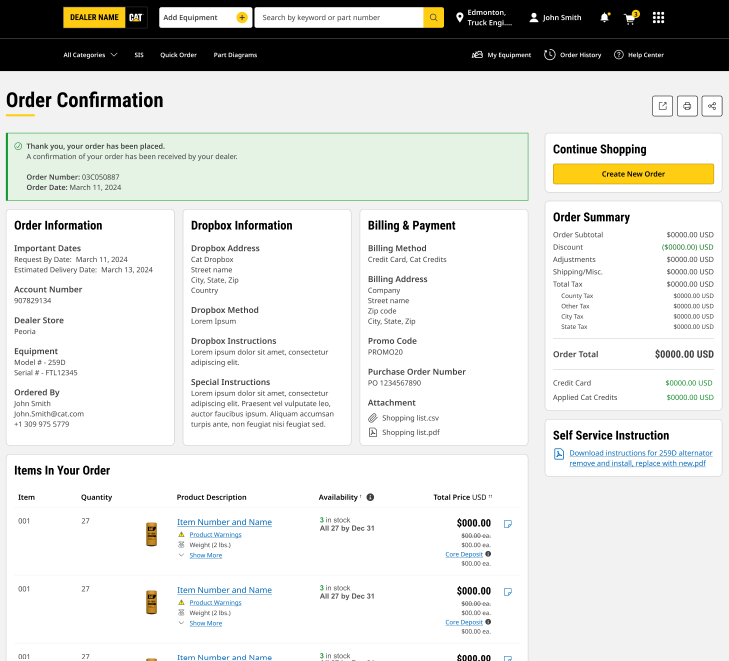 DEALER NAME CAT
Add Equipment
Search by keyword or part number
Edmonton,
Truck Engi....
John Smith
3
All Categories
SIS
Quick Order
Part Diagrams
My Equipment
Order History
Help Center
Order Confirmation
Thank you, your order has been placed.
A confirmation of your order has been received by your dealer.
Order Number: 03C050887
Order Date: March 11, 2024
Order Information
Important Dates
Request By Date: March 11, 2024
Estimated Delivery Date: March 13, 2024
Account Number
907829134
Dealer Store
Peoria
Equipment
Model # - 259D
Serial # - FTL12345
Ordered By
John Smith
John.Smith@cat.com
+1 309 975 5779
Dropbox Information
Dropbox Address
Cat Dropbox
Street name
City, State, Zip
Country
Dropbox Method
Lorem Ipsum
Dropbox Instructions
Lorem ipsum dolor sit amet, consectetur
adipiscing elit.
Special Instructions
Lorem ipsum dolor sit amet, consectetur
adipiscing elit. Praesent vel vulputate leo,
auctor faucibus ipsum. Aliquam accumsan
turpis ante, non feugiat nisi feugiat sed.
Billing & Payment
Billing Method
Credit Card, Cat Credits
Billing Address
Company
Street name
Zip code
City, State, Zip
Promo Code
PROMO20
Purchase Order Number
PO 1234567890
Attachment
Shopping list.csv
Shopping list.pdf
Continue Shopping
Create New Order
Order Summary
Order Subtotal $0000.00 USD
Discount ($0000.00) USD
Adjustments $0000.00 USD
Shipping/Misc. $0000.00 USD
Total Tax $0000.00 USD
County Tax $0000.00 USD
Other Tax $0000.00 USD
City Tax $0000.00 USD
State Tax $0000.00 USD
Order Total $0000.00 USD
Credit Card $0000.00 USD
Applied Cat Credits $0000.00 USD
Self Service Instruction
Download instructions for 259D alternator
remove and install, replace with new.pdf
Items In Your Order
Item Quantity Product Description Availability † Total Price USD ††
001 27 Item Number and Name 3 in stock $000.00
All 27 by Dec 31
Product Warnings $00.00 ea.
Weight (2 lbs.) $00.00 ea.
Show More Core Deposit
$00.00 ea.
001 27 Item Number and Name 3 in stock $000.00
All 27 by Dec 31
Product Warnings $00.00 ea.
Weight (2 lbs.) $00.00 ea.
Show More Core Deposit
$00.00 ea.
001 27 Item Number and Name 3 in stock $000.00